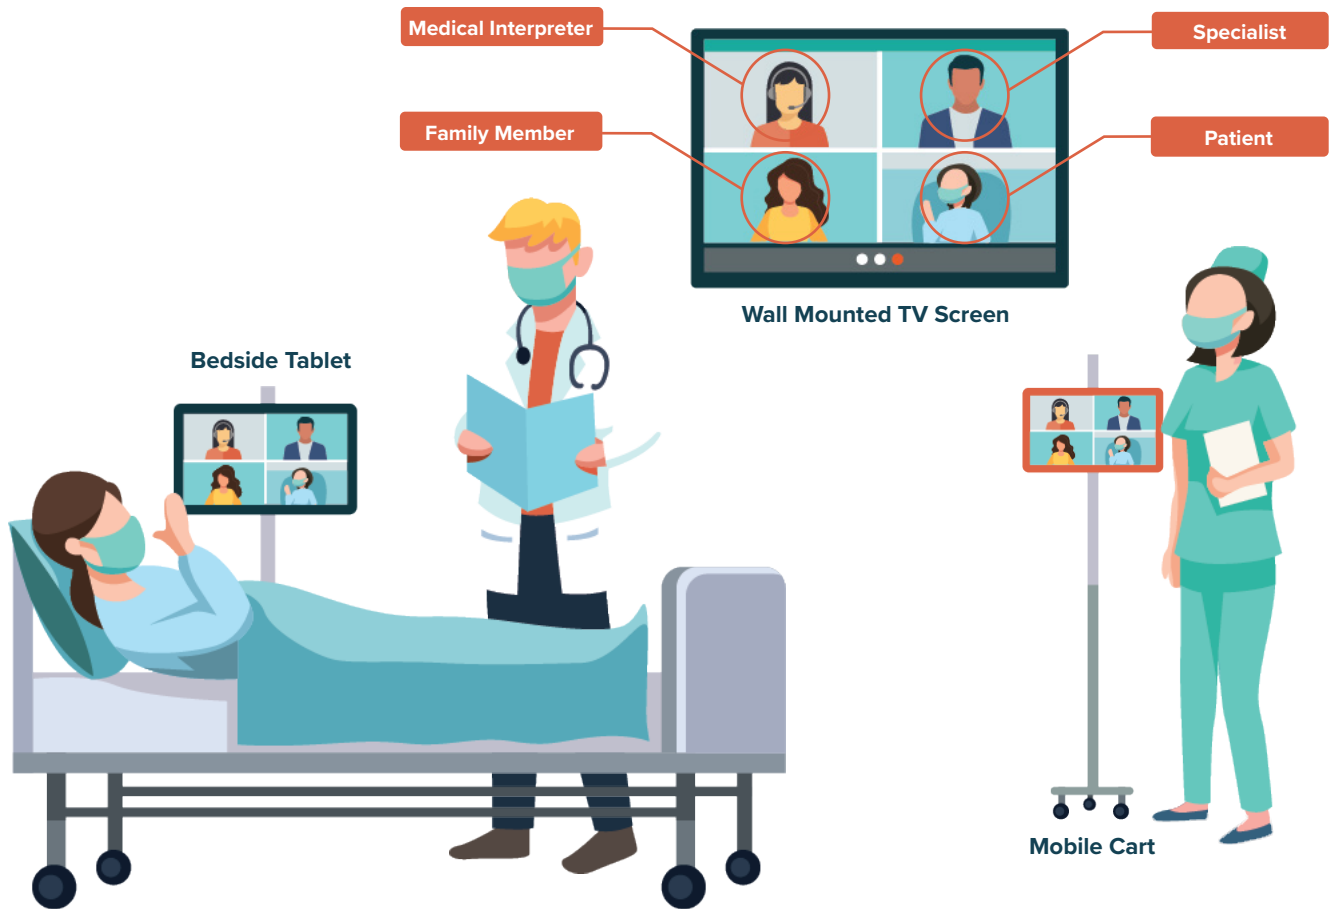 Medical Interpreter
Specialist
Family Member
Patient
Wall Mounted TV Screen
Bedside Tablet
Mobile Cart